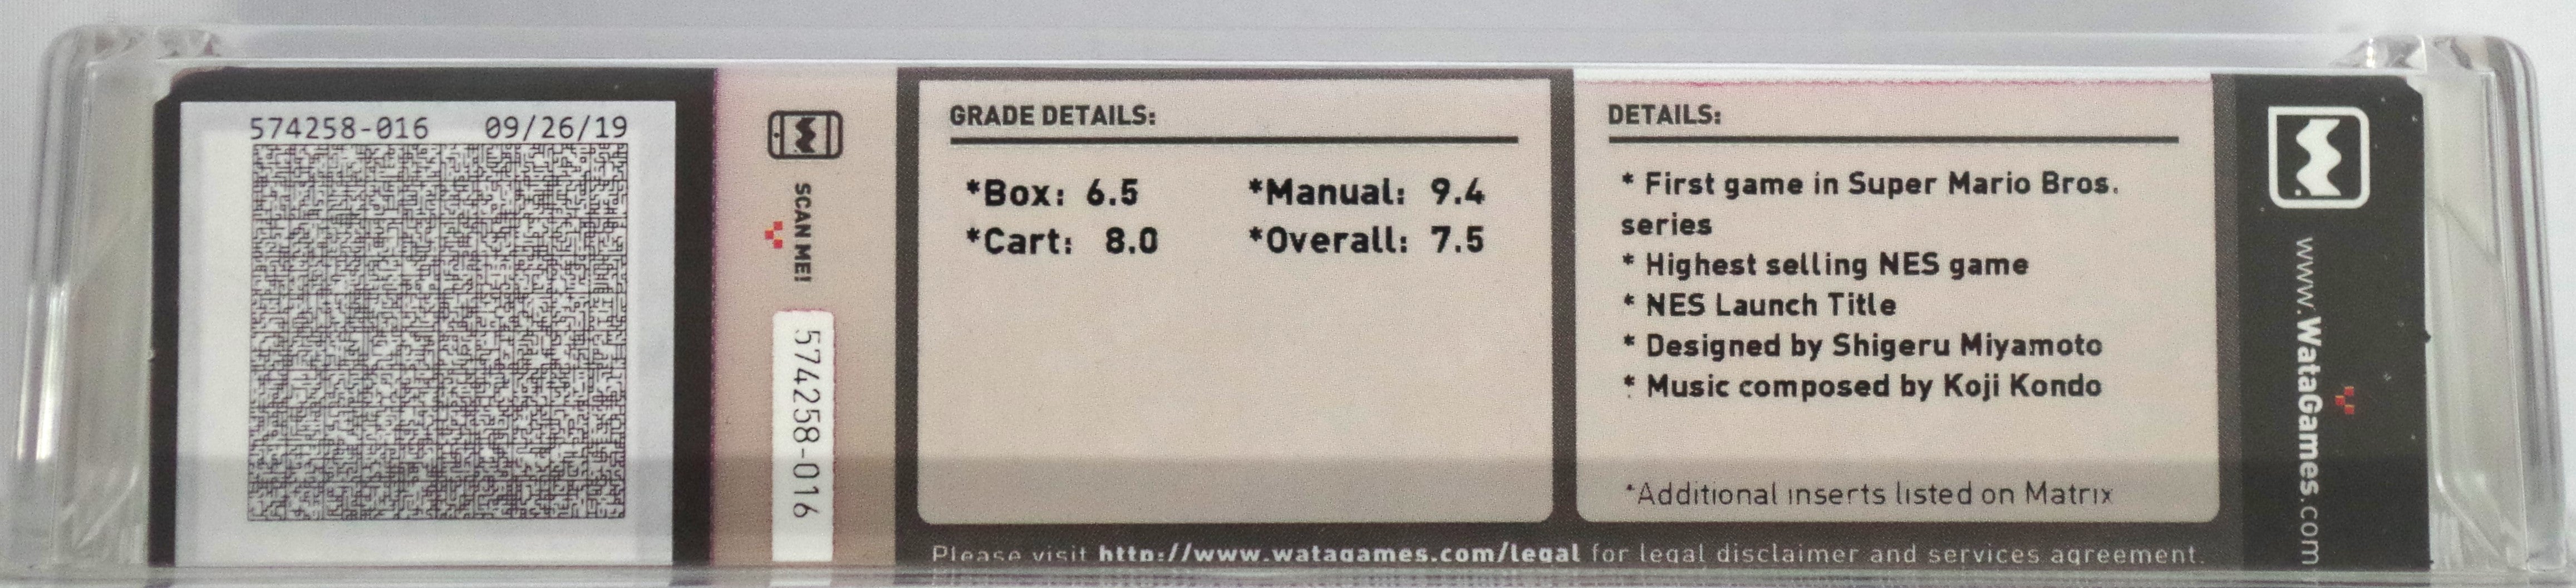 574258-016 09/26/19
SCAN ME!
574258-016
GRADE DETAILS:
*Box: 6.5 *Manual: 9.4
*Cart: 8.0 *Overall: 7.5
DETAILS:
* First game in Super Mario Bros.
series
* Highest selling NES game
* NES Launch Title
* Designed by Shigeru Miyamoto
* Music composed by Koji Kondo
*Additional inserts listed on Matrix
Please visit http://www.watagames.com/legal for legal disclaimer and services agreement.
www.WataGames.com